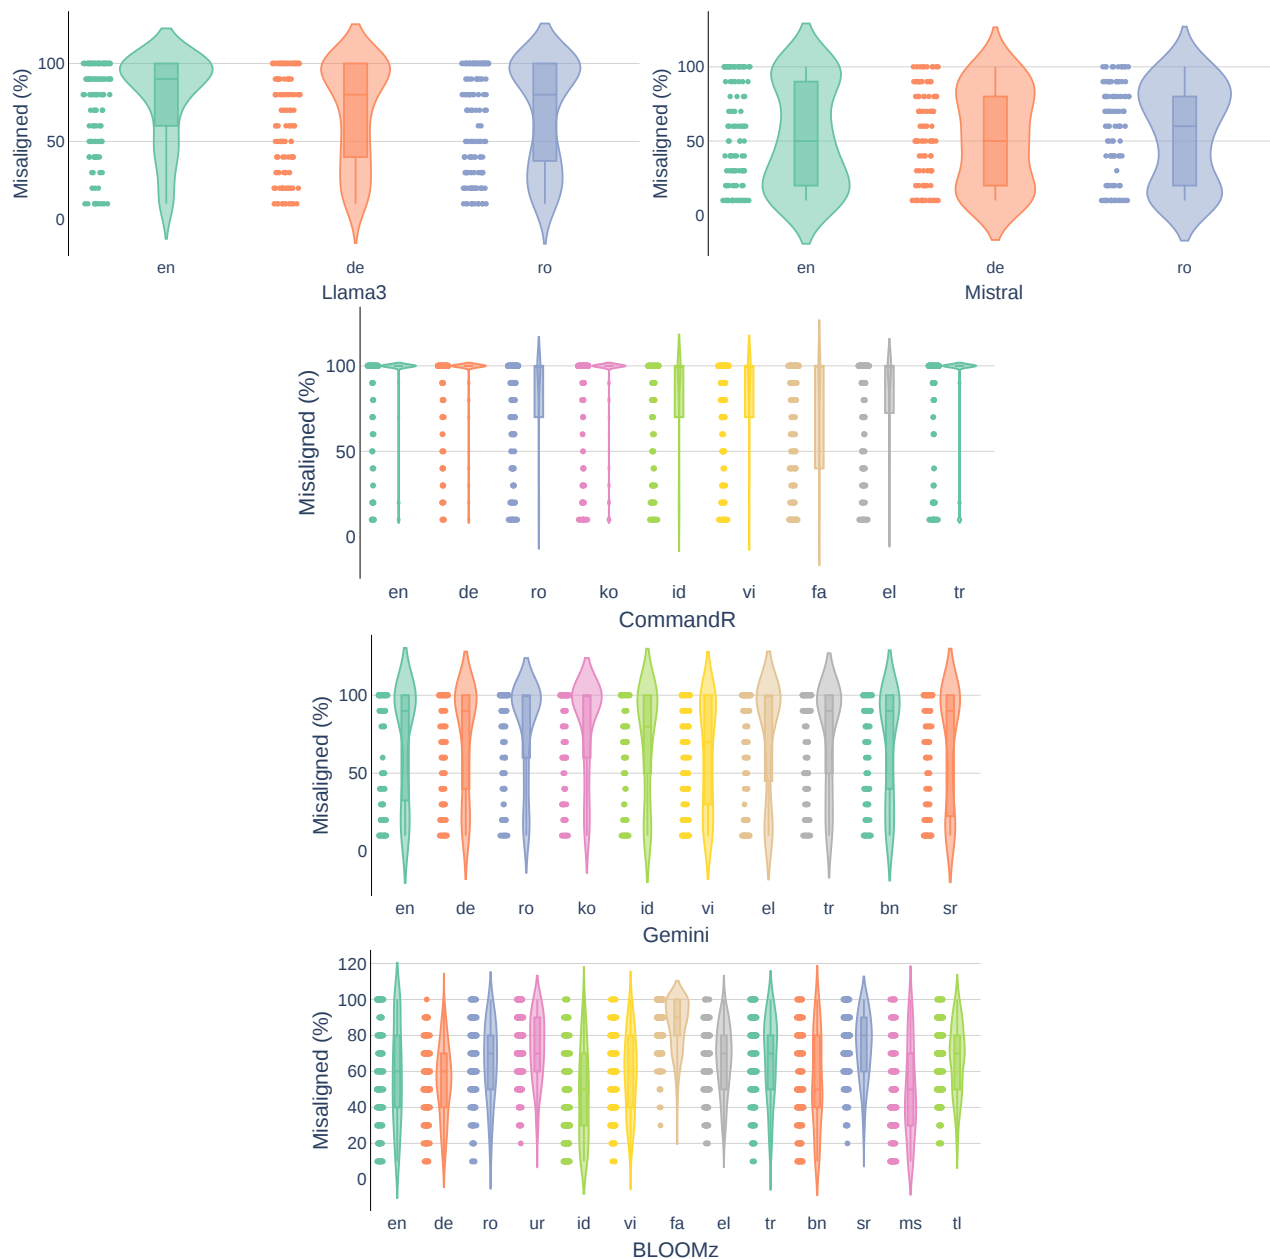 Misaligned (%)
100
50
0
en
de
ro
Llama3
Misaligned (%)
100
50
0
en
de
ro
Mistral
Misaligned (%)
100
50
0
en
de
ro
ko
id
vi
fa
el
tr
CommandR
Misaligned (%)
100
50
0
en
de
ro
ko
id
vi
el
tr
bn
sr
Gemini
Misaligned (%)
120
100
80
60
40
20
0
en
de
ro
ur
id
vi
fa
el
tr
bn
sr
ms
tl
BLOOMz